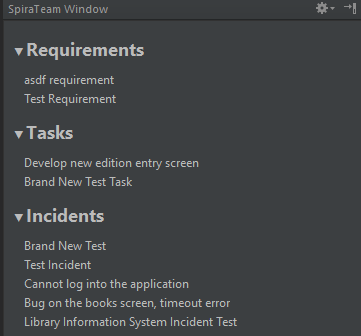 SpiraTeam Window
Requirements
asdf requirement
Test Requirement
Tasks
Develop new edition entry screen
Brand New Test Task
Incidents
Brand New Test
Test Incident
Cannot log into the application
Bug on the books screen, timeout error
Library Information System Incident Test